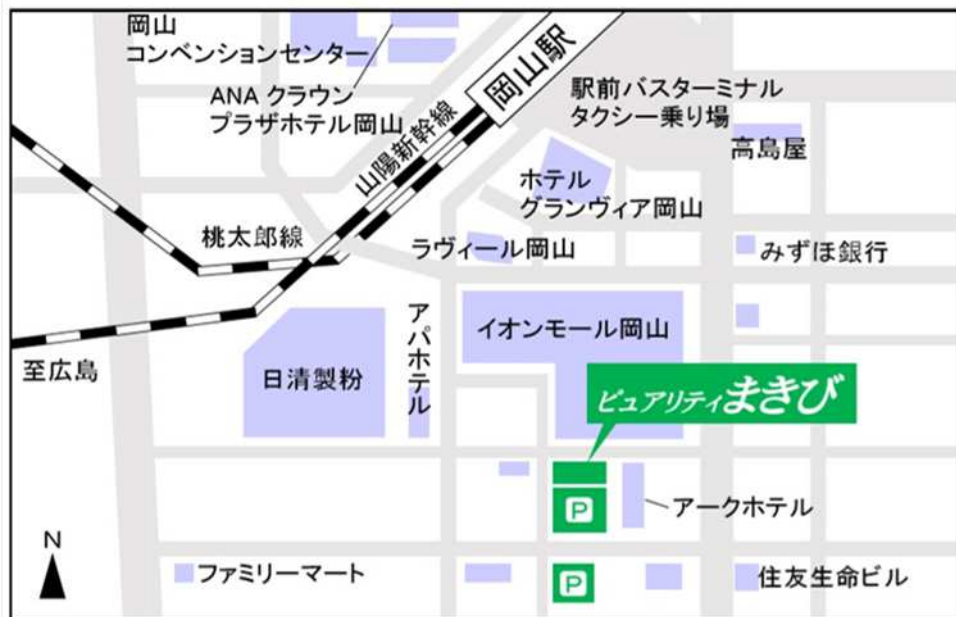 岡山
コンベンションセンター
ANA クラウン
プラザホテル岡山
山陽新幹線
岡山駅
駅前バスターミナル
タクシー乗り場
高島屋
ホテル
グランヴィア岡山
桃太郎線
ラヴィール岡山
みずほ銀行
至広島
日清製粉
アパホテル
イオンモール岡山
ピュアリティまきび
P
アークホテル
N
ファミリーマート
P
住友生命ビル